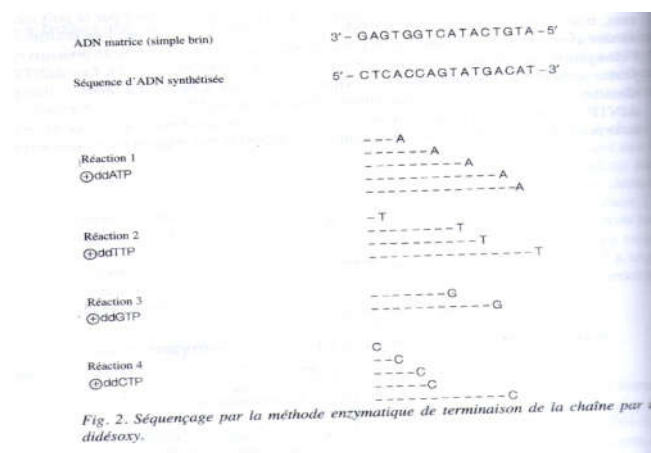 ADN matrice (simple brin) 3'– GAGTGGTCATACTGTA –5'
Séquence d'ADN synthétisée 5'– CTCACCAGTATGACAT –3'
– – – A
– – – – – – – A
Réaction 1 – – – – – – – – – – A
⊕ddATP – – – – – – – – – – – – – A
– – – – – – – – – – – – – – –A
– T
Réaction 2 – – – – – – – – – T
⊕ddTTP – – – – – – – – – – – T
– – – – – – – – – – – – – – – – T
Réaction 3 – – – – – – – –G
⊕ddGTP – – – – – – – – – – – –G
C
Réaction 4 – –C
⊕ddCTP – – – –C
– – – – –C
– – – – – – – – – – – – –C
Fig. 2. Séquençage par la méthode enzymatique de terminaison de la chaîne par
didésoxy.